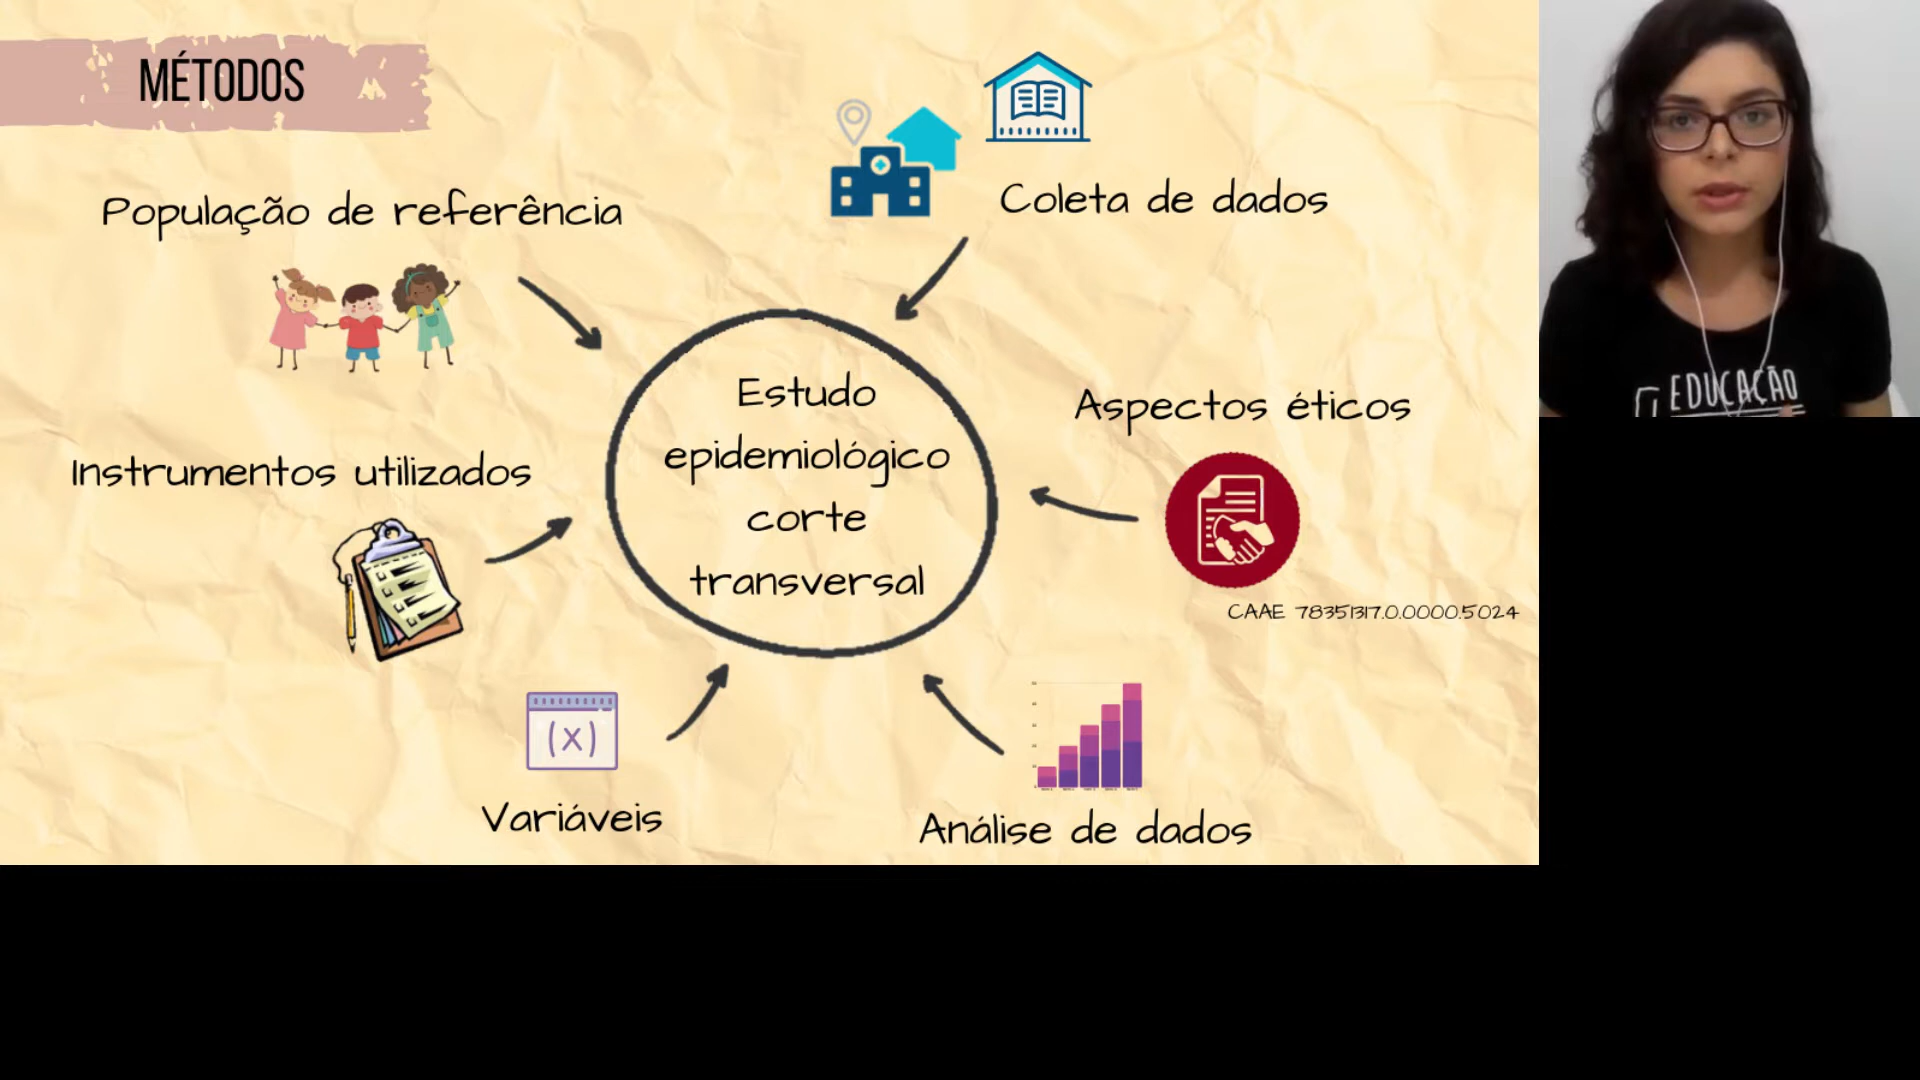 MÉTODOS
População de referência
Coleta de dados
Instrumentos utilizados
Estudo
epidemiológico
corte
transversal
Aspectos éticos
CAAE 78351317.0.0000.5024
(x)
Variáveis
Análise de dados
EDUCAÇÃO